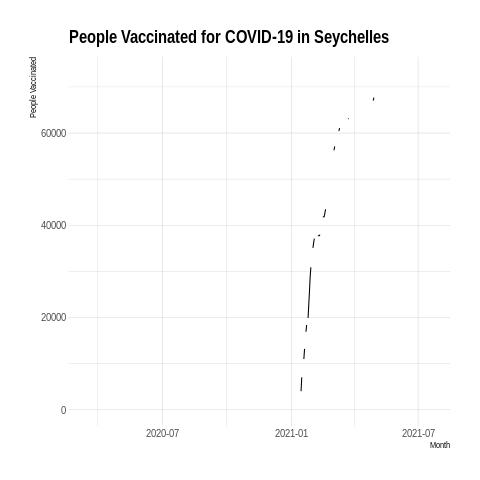 People Vaccinated for COVID-19 in Seychelles
People Vaccinated
60000
40000
20000
0
2020-07
2021-01
2021-07
Month